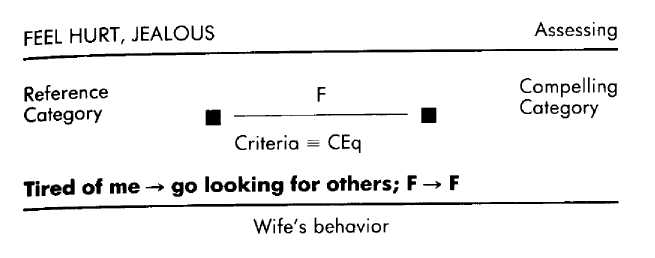 FEEL HURT, JEALOUS Assessing
Reference Category F Compelling Category
Criteria ≡ CEq
Tired of me → go looking for others; F → F
Wife's behavior